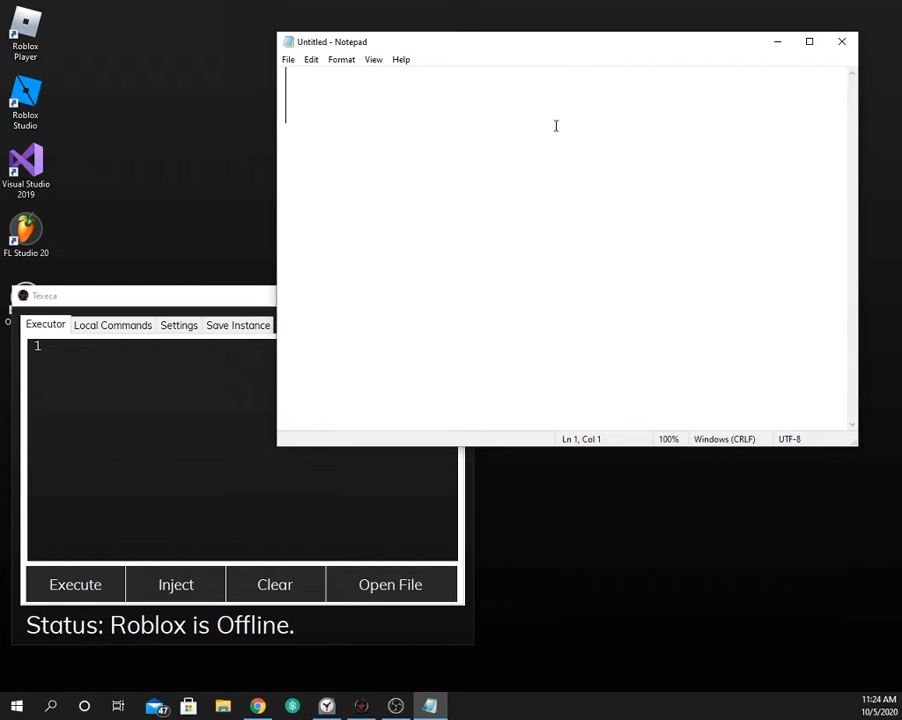 Roblox
Player
Roblox
Studio
Visual Studio
2019
FL Studio 20
Untitled - Notepad
File Edit Format View Help
Ln 1, Col 1 100% Windows (CRLF) UTF-8
Texeca
Executor Local Commands Settings Save Instance
1
Execute Inject Clear Open File
Status: Roblox is Offline.
47
11:24 AM
10/5/2020